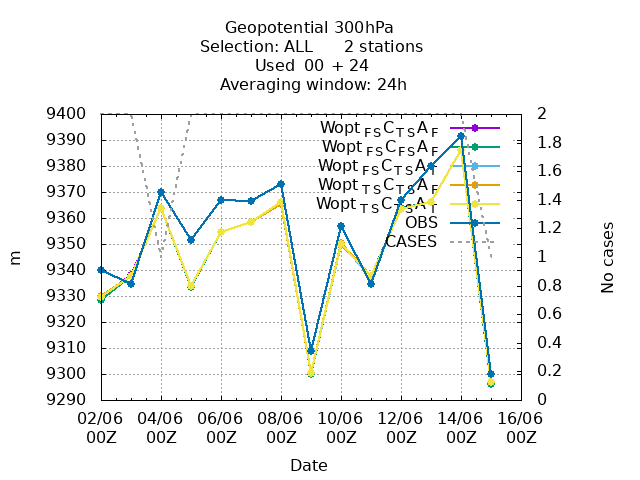 Geopotential 300hPa
Selection: ALL 2 stations
Used 00 + 24
Averaging window: 24h
9400
9390
9380
9370
9360
9350
9340
9330
9320
9310
9300
9290
m
2
1.8
1.6
1.4
1.2
1
0.8
0.6
0.4
0.2
0
No cases
Wopt FS C TS A F
Wopt FS C FS A F
Wopt FS C TS A T
Wopt TS C TS A F
Wopt TS C TS A T
OBS
CASES
02/06 04/06 06/06 08/06 10/06 12/06 14/06 16/06
00Z 00Z 00Z 00Z 00Z 00Z 00Z 00Z
Date